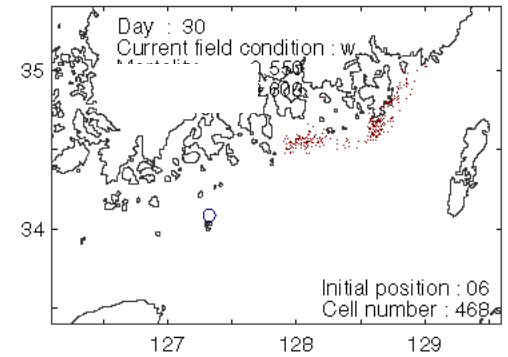 Day : 30
Current field condition : w
35
34
Initial position : 06
Cell number : 468
127
128
129